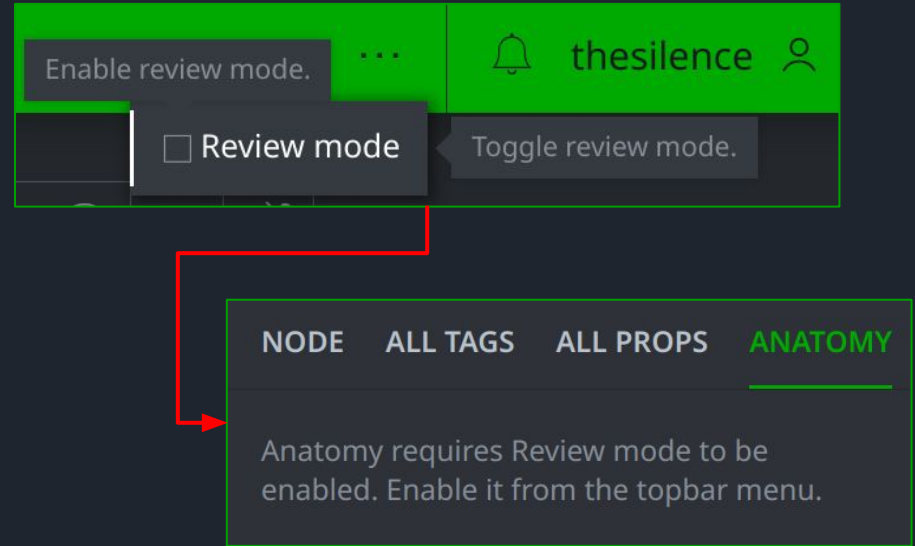 Enable review mode.
...
thesilence
Review mode
Toggle review mode.
NODE ALL TAGS ALL PROPS ANATOMY
Anatomy requires Review mode to be
enabled. Enable it from the topbar menu.